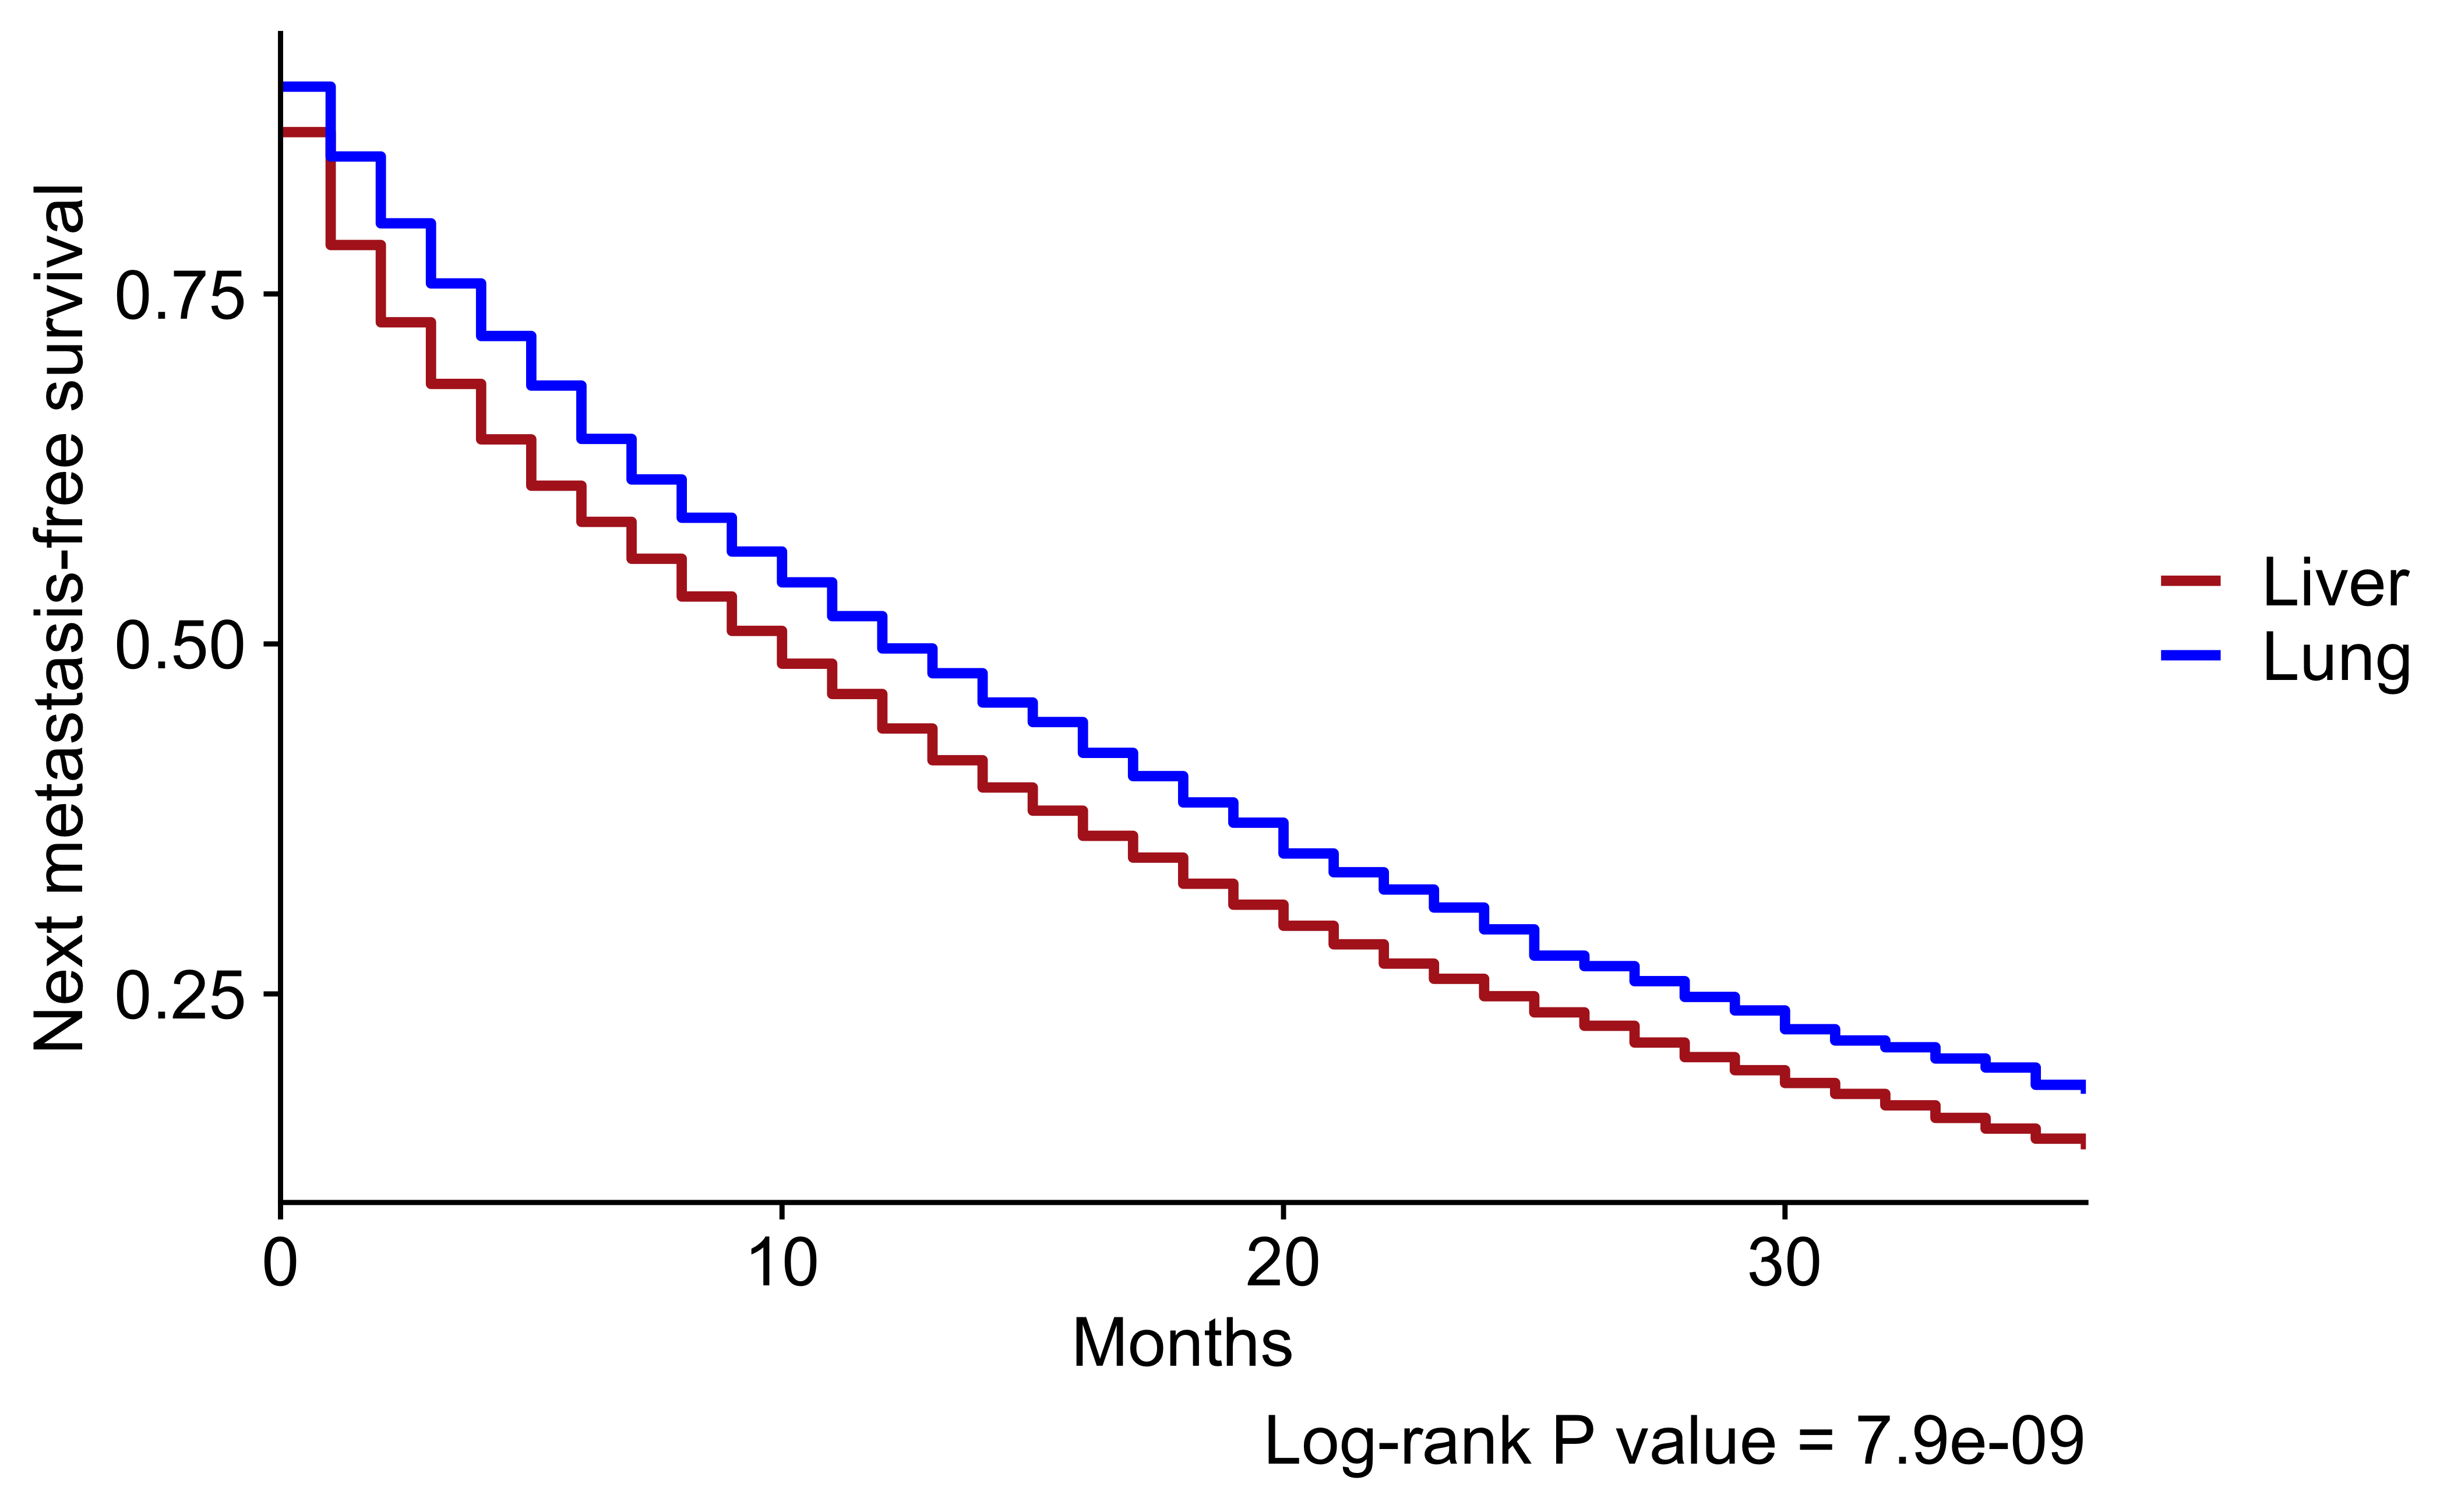 Next metastasis-free survival
0.75
0.50
0.25
0 10 20 30
Months
Liver
Lung
Log-rank P value = 7.9e-09